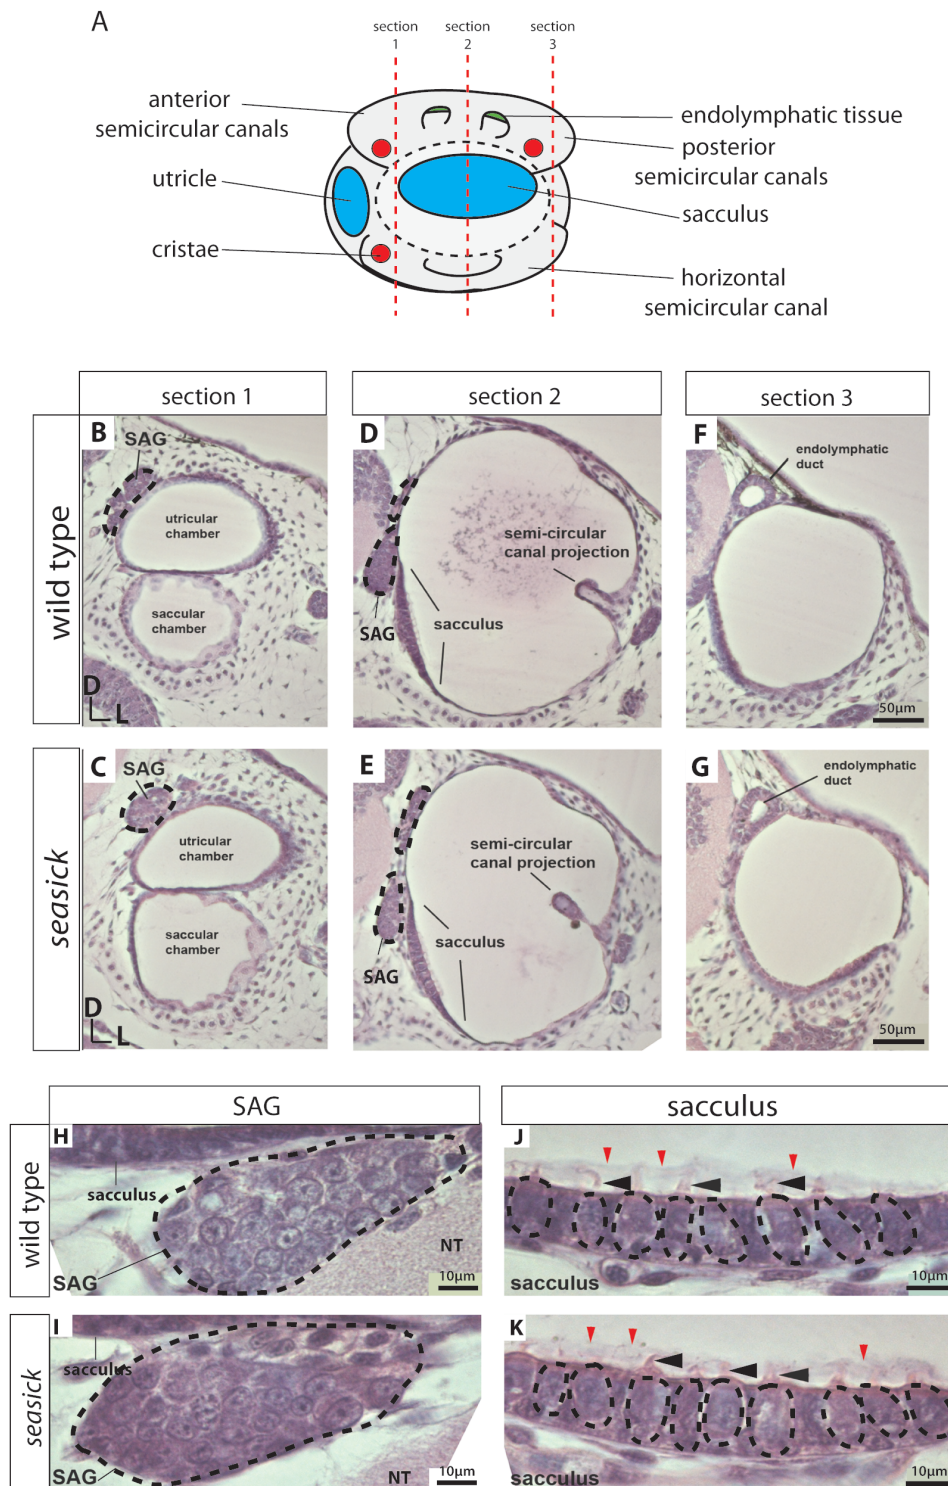 A
section
1
section
2
section
3
anterior
semicircular canals
endolymphatic tissue
posterior
semicircular canals
utricle
sacculus
cristae
horizontal
semicircular canal
section 1
section 2
section 3
wild type
B
SAG
utricular
chamber
saccular
chamber
D
L
D
semi-circular
canal projection
sacculus
SAG
F
endolymphatic
duct
50µm
seasick
C
SAG
utricular
chamber
saccular
chamber
D
L
E
semi-circular
canal projection
sacculus
SAG
G
endolymphatic
duct
50µm
SAG
sacculus
wild type
H
sacculus
SAG
NT
10µm
J
sacculus
10µm
seasick
I
sacculus
SAG
NT
10µm
K
sacculus
10µm